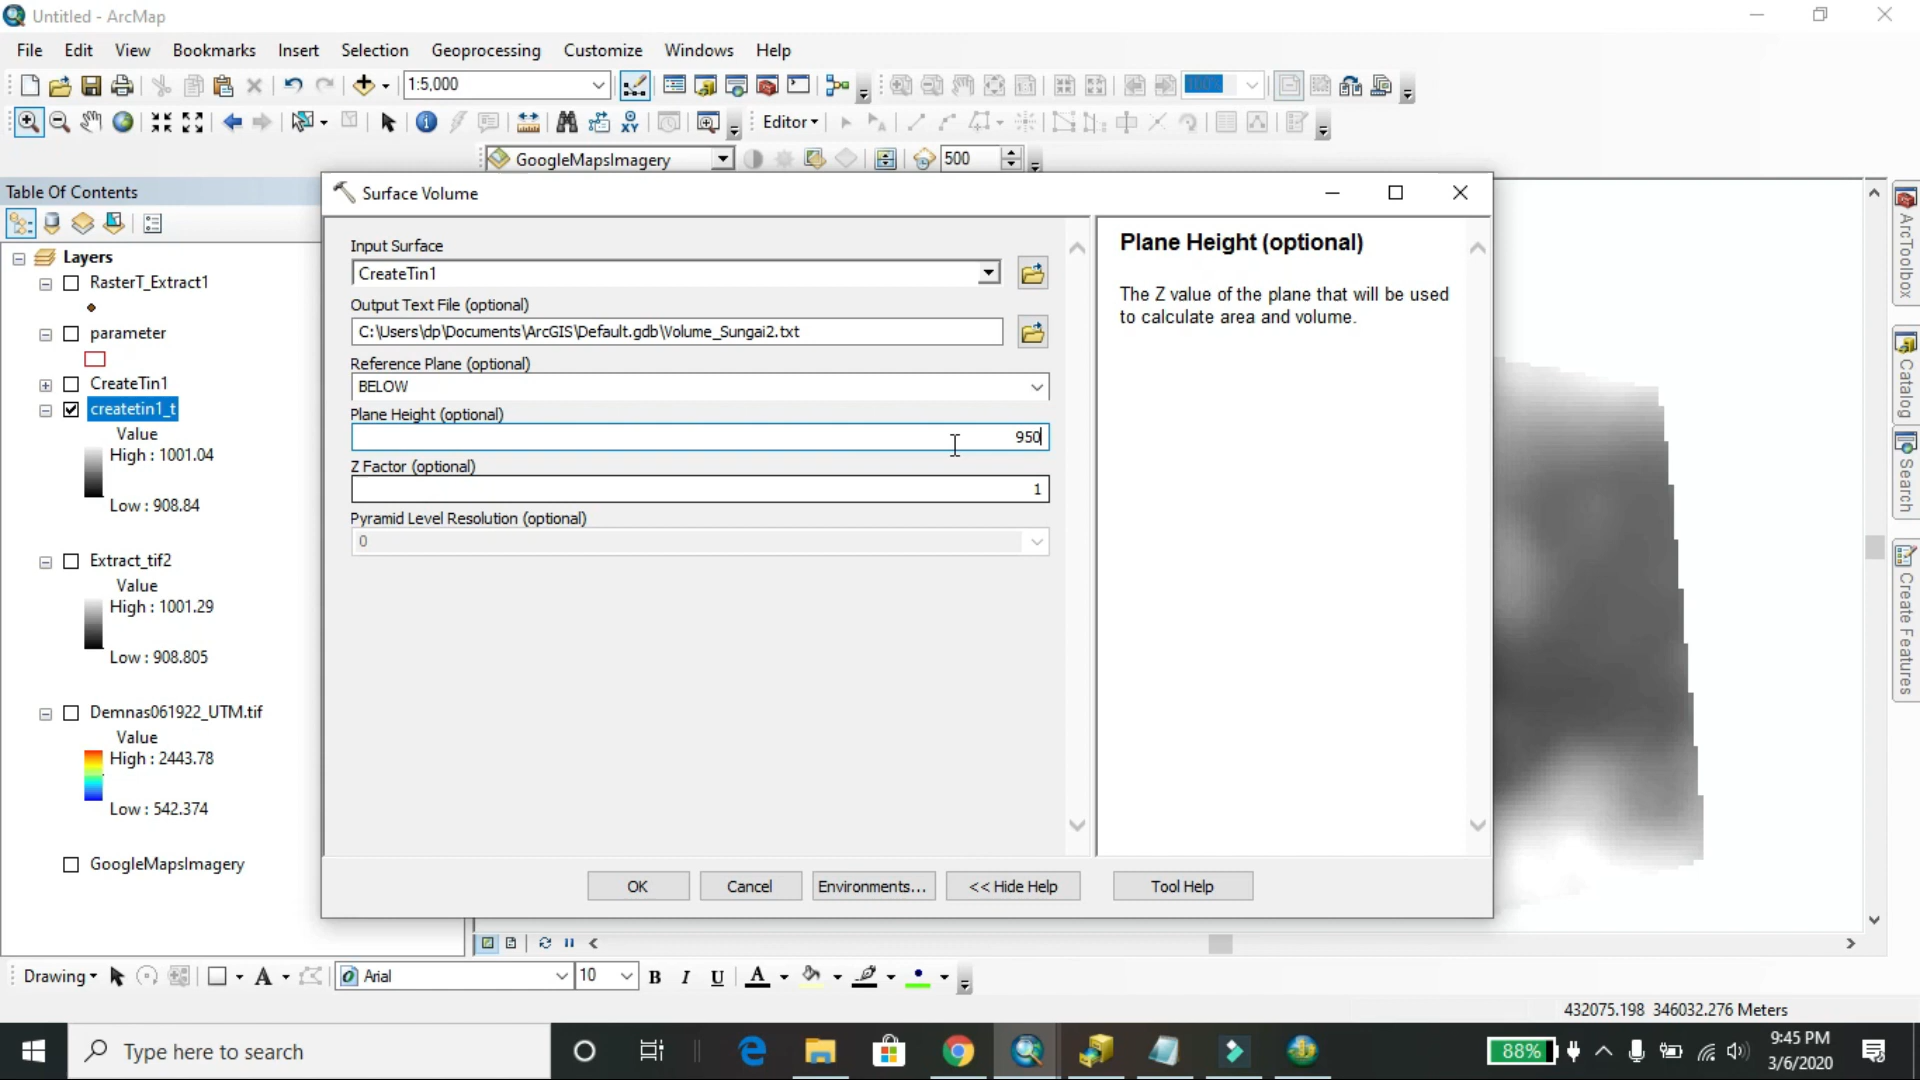 Untitled - ArcMap
File Edit View Bookmarks Insert Selection Geoprocessing Customize Windows Help
1:5,000
Editor
GoogleMapsImagery 500
Table Of Contents
Layers
RasterT_Extract1
parameter
CreateTin1
createtin1_t
Value
High : 1001.04
Low : 908.84
Extract_tif2
Value
High : 1001.29
Low : 908.805
Demnas061922_UTM.tif
Value
High : 2443.78
Low : 542.374
GoogleMapsImagery
Surface Volume
Input Surface
CreateTin1
Output Text File (optional)
C:\Users\dp\Documents\ArcGIS\Default.gdb\Volume_Sungai2.txt
Reference Plane (optional)
BELOW
Plane Height (optional)
950
Z Factor (optional)
1
Pyramid Level Resolution (optional)
0
OK Cancel Environments... << Hide Help Tool Help
Plane Height (optional)
The Z value of the plane that will be used
to calculate area and volume.
ArcToolbox
Catalog
Search
Create Features
Drawing A Arial 10 B I U A
432075.198 346032.276 Meters
Type here to search
88%
9:45 PM
3/6/2020